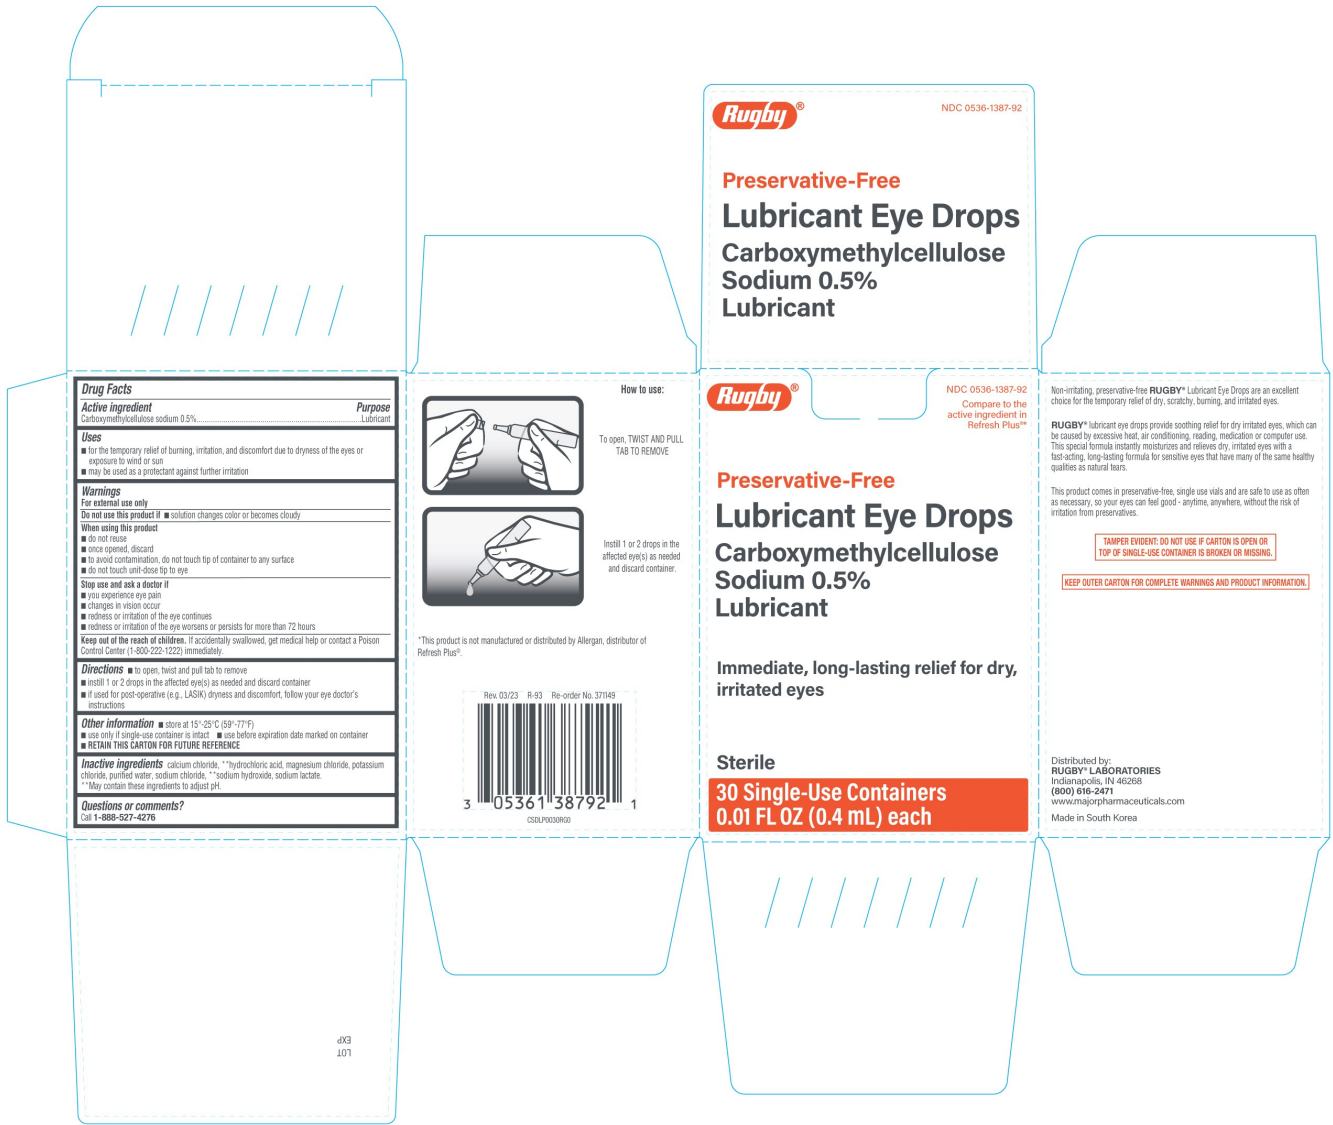 Rugby®
NDC 0536-1387-92
Preservative-Free
Lubricant Eye Drops
Carboxymethylcellulose
Sodium 0.5%
Lubricant
Drug Facts
Active ingredient Purpose
Carboxymethylcellulose sodium 0.5%..........Lubricant
Uses
■ for the temporary relief of burning, irritation, and discomfort due to dryness of the eyes or
exposure to wind or sun
■ may be used as a protectant against further irritation
Warnings
For external use only
Do not use this product if ■ solution changes color or becomes cloudy
When using this product
■ do not reuse
■ once opened, discard
■ to avoid contamination, do not touch tip of container to any surface
■ do not touch unit-dose tip to eye
Stop use and ask a doctor if
■ you experience eye pain
■ changes in vision occur
■ redness or irritation of the eye continues
■ redness or irritation of the eye worsens or persists for more than 72 hours
Keep out of the reach of children. If accidentally swallowed, get medical help or contact a Poison
Control Center (1-800-222-1222) immediately.
Directions ■ to open, twist and pull tab to remove
■ instill 1 or 2 drops in the affected eye(s) as needed and discard container
■ if used for post-operative (e.g., LASIK) dryness and discomfort, follow your eye doctor's
instructions
Other information ■ store at 15°-25°C (59°-77°F)
■ use only if single-use container is intact ■ use before expiration date marked on container
■ RETAIN THIS CARTON FOR FUTURE REFERENCE
Inactive ingredients calcium chloride, **hydrochloric acid, magnesium chloride, potassium
chloride, purified water, sodium chloride, **sodium hydroxide, sodium lactate.
**May contain these ingredients to adjust pH.
Questions or comments?
Call 1-888-527-4276
LOT
EXP
How to use:
To open, TWIST AND PULL
TAB TO REMOVE
Instill 1 or 2 drops in the
affected eye(s) as needed
and discard container.
*This product is not manufactured or distributed by Allergan, distributor of
Refresh Plus®.
Rev. 03/23 R-93 Re-order No. 371149
3 05361 38792 1
CSDLP0030RG0
Rugby®
NDC 0536-1387-92
Compare to the
active ingredient in
Refresh Plus®*
Preservative-Free
Lubricant Eye Drops
Carboxymethylcellulose
Sodium 0.5%
Lubricant
Immediate, long-lasting relief for dry,
irritated eyes
Sterile
30 Single-Use Containers
0.01 FL OZ (0.4 mL) each
Non-irritating, preservative-free RUGBY® Lubricant Eye Drops are an excellent
choice for the temporary relief of dry, scratchy, burning, and irritated eyes.
RUGBY® lubricant eye drops provide soothing relief for dry irritated eyes, which can
be caused by excessive heat, air conditioning, reading, medication or computer use.
This special formula instantly moisturizes and relieves dry, irritated eyes with a
fast-acting, long-lasting formula for sensitive eyes that have many of the same healthy
qualities as natural tears.
This product comes in preservative-free, single use vials and are safe to use as often
as necessary, so your eyes can feel good - anytime, anywhere, without the risk of
irritation from preservatives.
TAMPER EVIDENT: DO NOT USE IF CARTON IS OPEN OR
TOP OF SINGLE-USE CONTAINER IS BROKEN OR MISSING.
KEEP OUTER CARTON FOR COMPLETE WARNINGS AND PRODUCT INFORMATION.
Distributed by:
RUGBY® LABORATORIES
Indianapolis, IN 46268
(800) 616-2471
www.majorpharmaceuticals.com
Made in South Korea